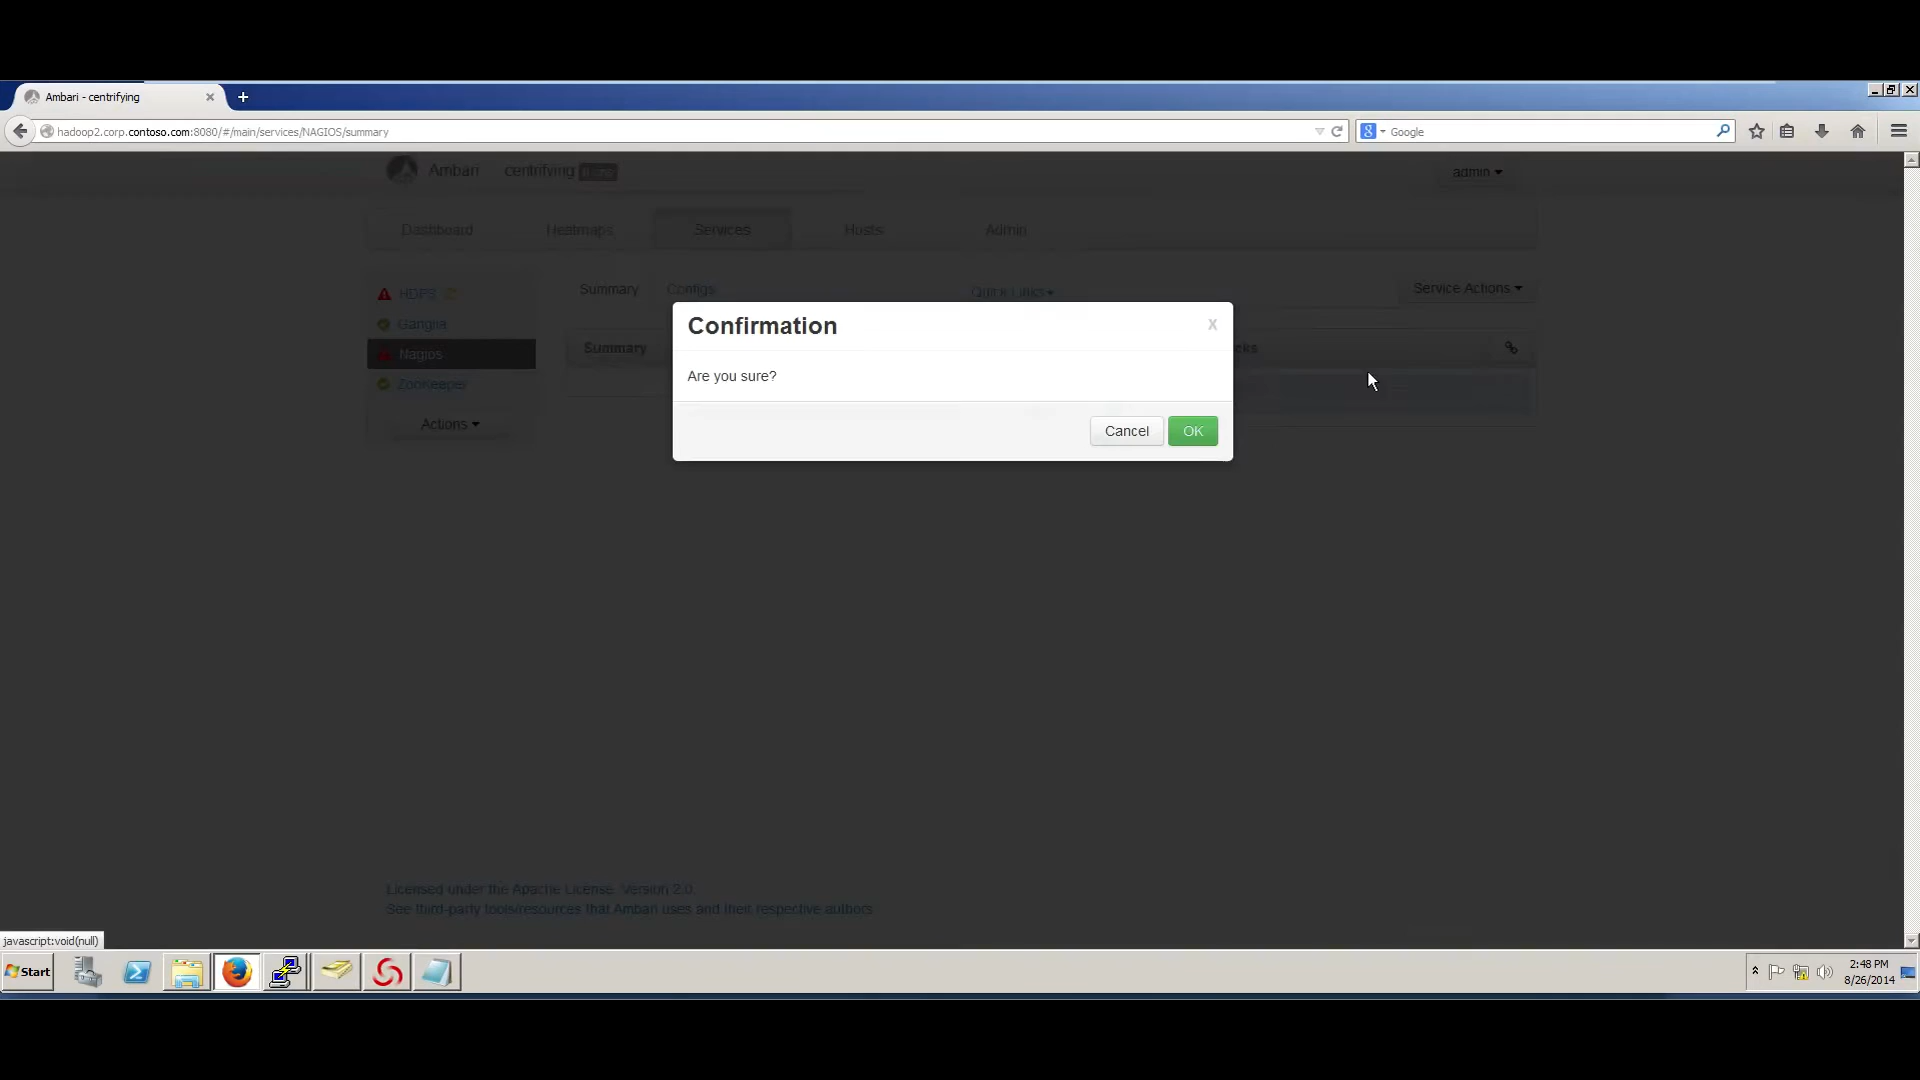 Ambari - centrifying
hadoop2.corp.contoso.com:8080/#/main/services/NAGIOS/summary
Google
Ambari centrifying
admin
Dashboard Heatmaps Services Hosts Admin
HDFS
Ganglia
Nagios
ZooKeeper
Actions
Summary Configs Quick Links Service Actions
Summary
Confirmation
X
Are you sure?
Cancel OK
Licensed under the Apache License, Version 2.0.
See third-party tools/resources that Ambari uses and their respective authors
javascript:void(null)
Start
2:48 PM
8/26/2014